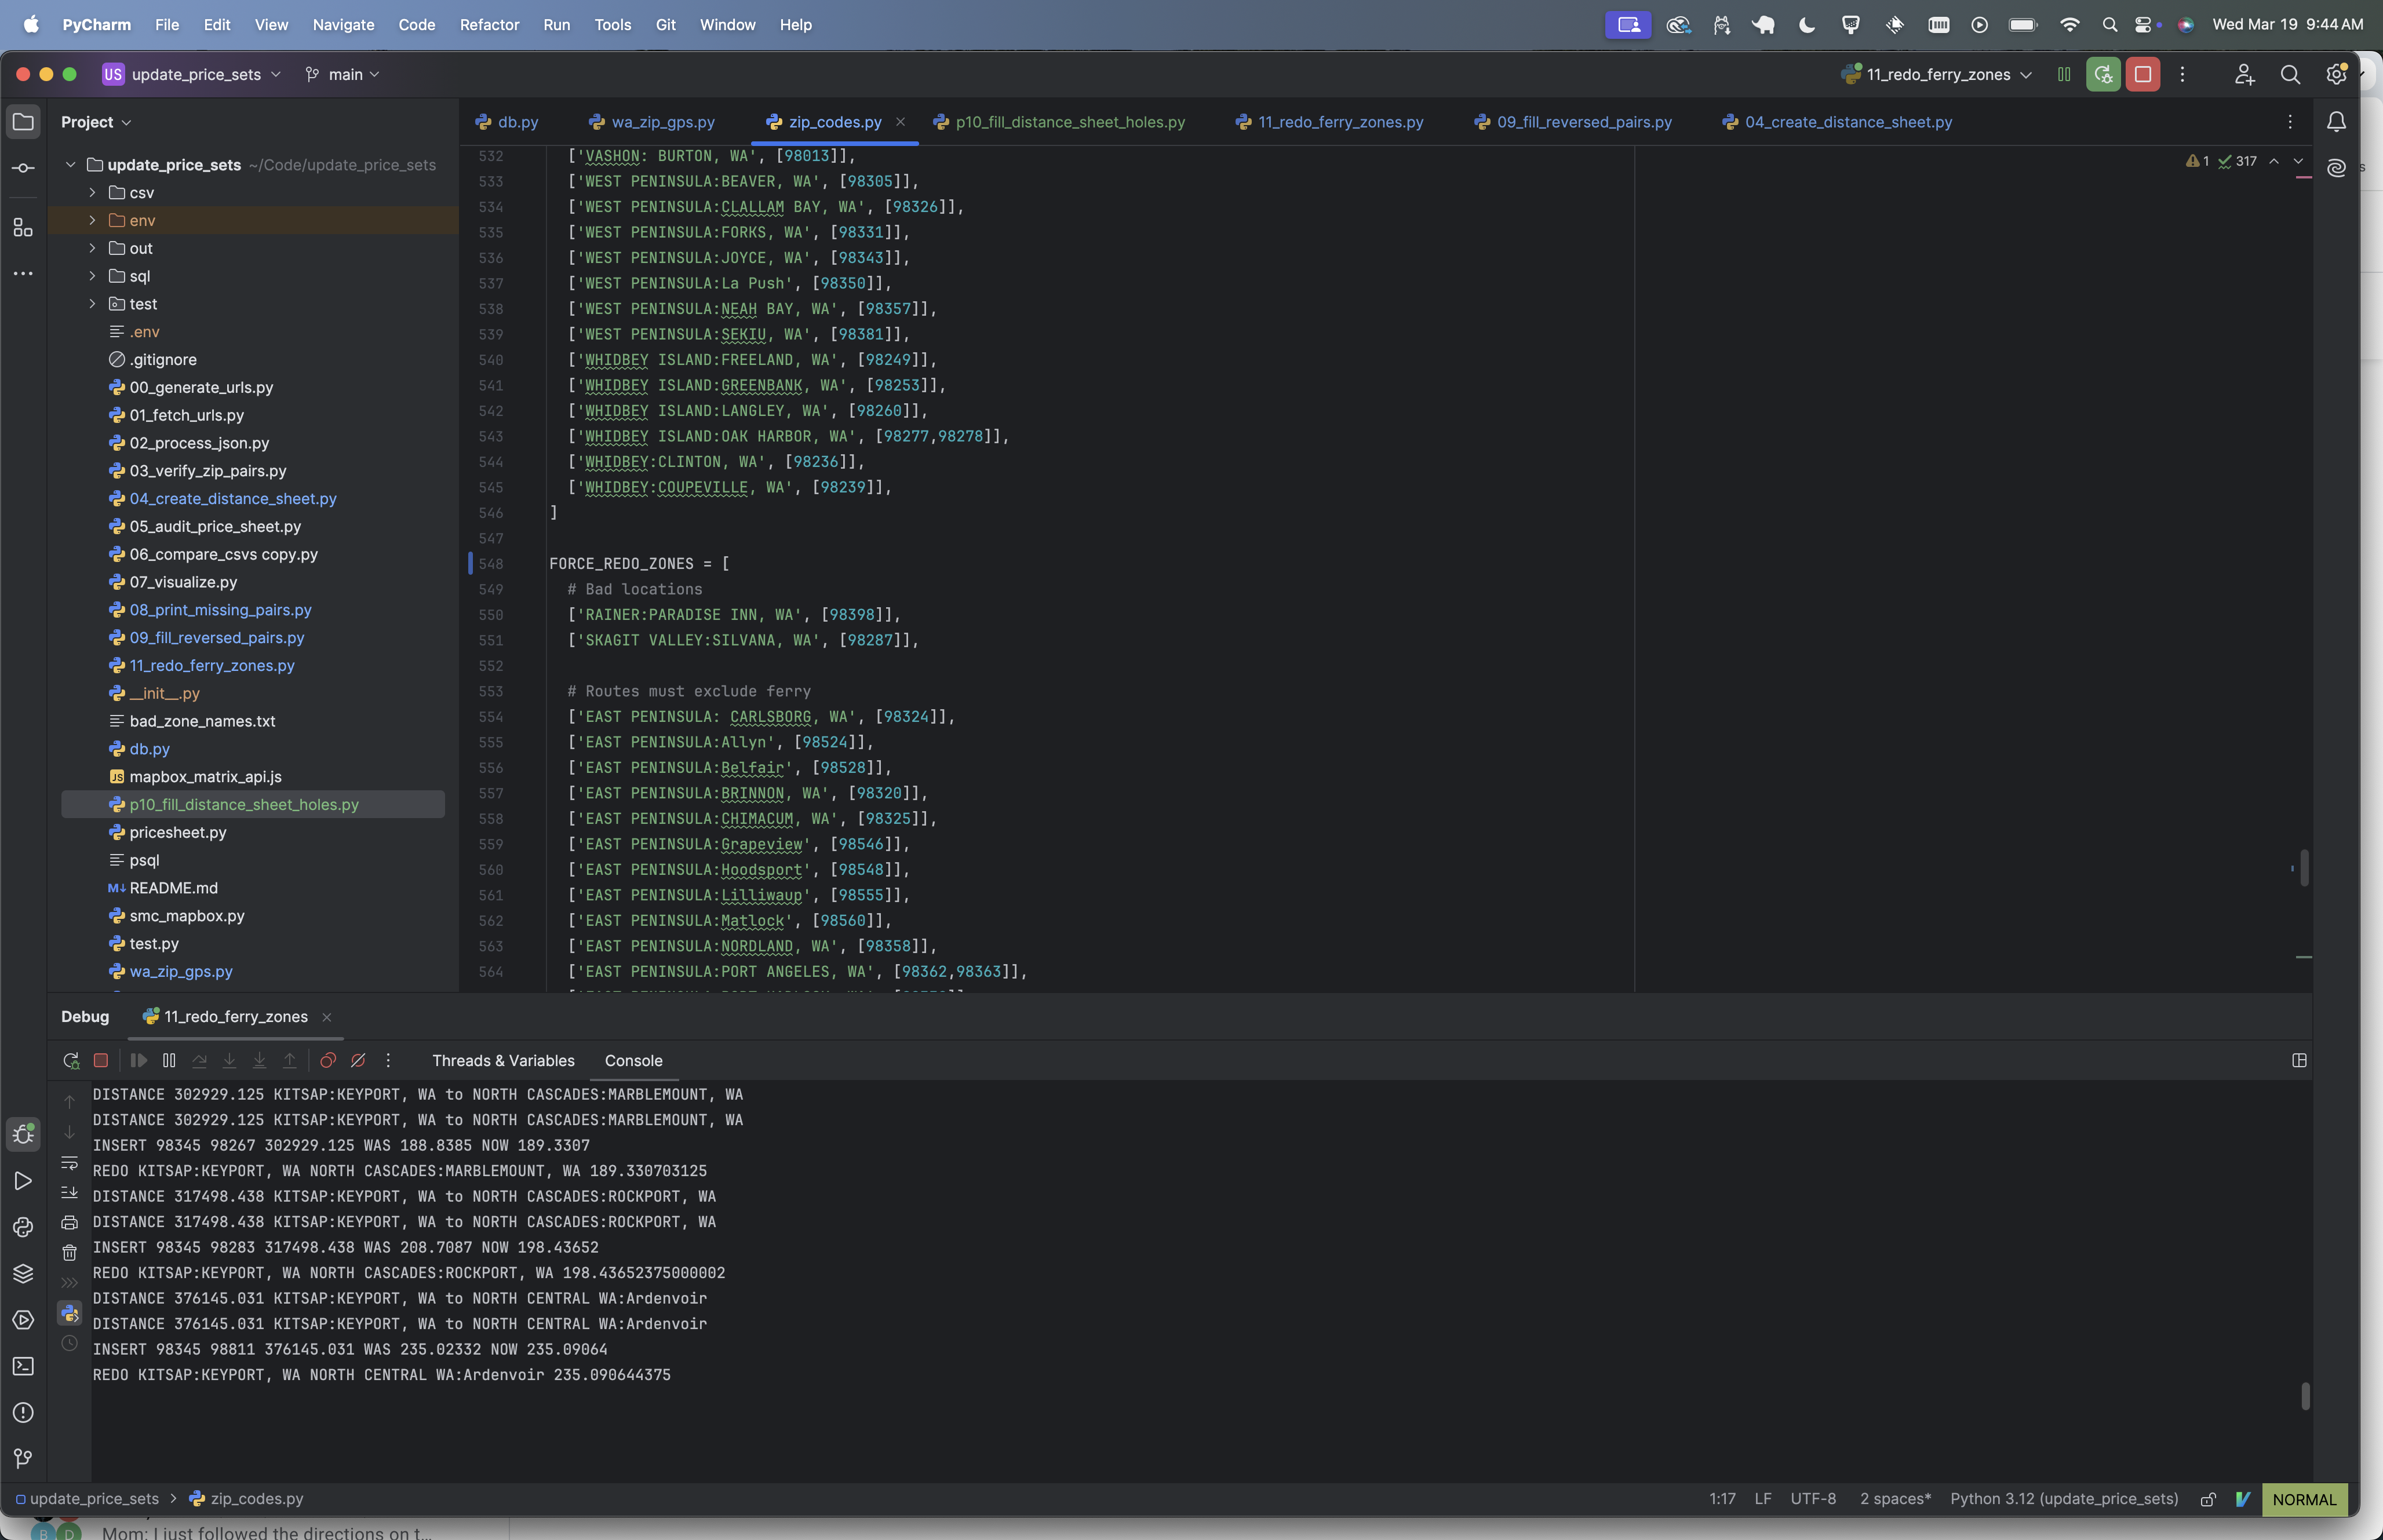 PyCharm File Edit View Navigate Code Refactor Run Tools Git Window Help Wed Mar 19 9:44 AM
US update_price_sets main 11_redo_ferry_zones
Project
update_price_sets ~/Code/update_price_sets
csv
env
out
sql
test
.env
.gitignore
00_generate_urls.py
01_fetch_urls.py
02_process_json.py
03_verify_zip_pairs.py
04_create_distance_sheet.py
05_audit_price_sheet.py
06_compare_csvs copy.py
07_visualize.py
08_print_missing_pairs.py
09_fill_reversed_pairs.py
11_redo_ferry_zones.py
__init__.py
bad_zone_names.txt
db.py
JS mapbox_matrix_api.js
p10_fill_distance_sheet_holes.py
pricesheet.py
psql
M↓ README.md
smc_mapbox.py
test.py
wa_zip_gps.py
db.py wa_zip_gps.py zip_codes.py p10_fill_distance_sheet_holes.py 11_redo_ferry_zones.py 09_fill_reversed_pairs.py 04_create_distance_sheet.py
1 317
532 ['VASHON: BURTON, WA', [98013]],
533 ['WEST PENINSULA:BEAVER, WA', [98305]],
534 ['WEST PENINSULA:CLALLAM BAY, WA', [98326]],
535 ['WEST PENINSULA:FORKS, WA', [98331]],
536 ['WEST PENINSULA:JOYCE, WA', [98343]],
537 ['WEST PENINSULA:La Push', [98350]],
538 ['WEST PENINSULA:NEAH BAY, WA', [98357]],
539 ['WEST PENINSULA:SEKIU, WA', [98381]],
540 ['WHIDBEY ISLAND:FREELAND, WA', [98249]],
541 ['WHIDBEY ISLAND:GREENBANK, WA', [98253]],
542 ['WHIDBEY ISLAND:LANGLEY, WA', [98260]],
543 ['WHIDBEY ISLAND:OAK HARBOR, WA', [98277,98278]],
544 ['WHIDBEY:CLINTON, WA', [98236]],
545 ['WHIDBEY:COUPEVILLE, WA', [98239]],
546 ]
547
548 FORCE_REDO_ZONES = [
549 # Bad locations
550 ['RAINER:PARADISE INN, WA', [98398]],
551 ['SKAGIT VALLEY:SILVANA, WA', [98287]],
552
553 # Routes must exclude ferry
554 ['EAST PENINSULA: CARLSBORG, WA', [98324]],
555 ['EAST PENINSULA:Allyn', [98524]],
556 ['EAST PENINSULA:Belfair', [98528]],
557 ['EAST PENINSULA:BRINNON, WA', [98320]],
558 ['EAST PENINSULA:CHIMACUM, WA', [98325]],
559 ['EAST PENINSULA:Grapeview', [98546]],
560 ['EAST PENINSULA:Hoodsport', [98548]],
561 ['EAST PENINSULA:Lilliwaup', [98555]],
562 ['EAST PENINSULA:Matlock', [98560]],
563 ['EAST PENINSULA:NORDLAND, WA', [98358]],
564 ['EAST PENINSULA:PORT ANGELES, WA', [98362,98363]],
Debug 11_redo_ferry_zones
Threads & Variables Console
DISTANCE 302929.125 KITSAP:KEYPORT, WA to NORTH CASCADES:MARBLEMOUNT, WA
DISTANCE 302929.125 KITSAP:KEYPORT, WA to NORTH CASCADES:MARBLEMOUNT, WA
INSERT 98345 98267 302929.125 WAS 188.8385 NOW 189.3307
REDO KITSAP:KEYPORT, WA NORTH CASCADES:MARBLEMOUNT, WA 189.330703125
DISTANCE 317498.438 KITSAP:KEYPORT, WA to NORTH CASCADES:ROCKPORT, WA
DISTANCE 317498.438 KITSAP:KEYPORT, WA to NORTH CASCADES:ROCKPORT, WA
INSERT 98345 98283 317498.438 WAS 208.7087 NOW 198.43652
REDO KITSAP:KEYPORT, WA NORTH CASCADES:ROCKPORT, WA 198.43652375000002
DISTANCE 376145.031 KITSAP:KEYPORT, WA to NORTH CENTRAL WA:Ardenvoir
DISTANCE 376145.031 KITSAP:KEYPORT, WA to NORTH CENTRAL WA:Ardenvoir
INSERT 98345 98811 376145.031 WAS 235.02332 NOW 235.09064
REDO KITSAP:KEYPORT, WA NORTH CENTRAL WA:Ardenvoir 235.090644375
update_price_sets > zip_codes.py 1:17 LF UTF-8 2 spaces* Python 3.12 (update_price_sets) NORMAL
B D Mom: I just followed the directions on t...